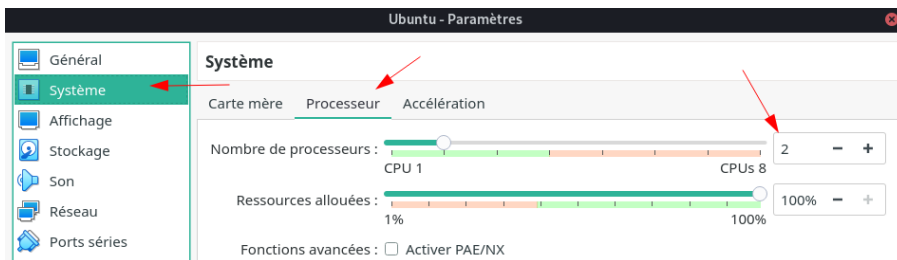 Ubuntu - Paramètres
Général
Système
Affichage
Stockage
Son
Réseau
Ports séries
Système
Carte mère Processeur Accélération
Nombre de processeurs : 2
CPU 1 CPUs 8
Ressources allouées : 100%
1% 100%
Fonctions avancées : Activer PAE/NX